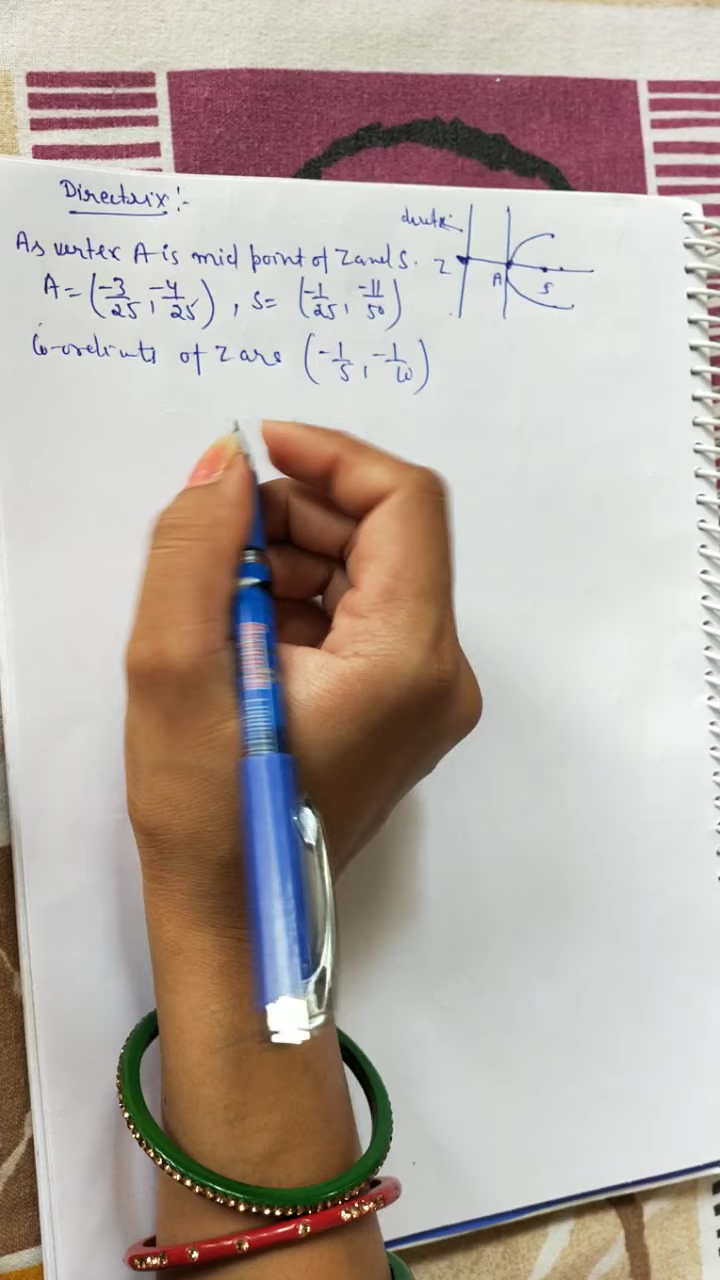 Directrix :-
directrix
As vertex A is mid point of Z and S.
Z
A
S
A = (-3/25, -4/25), S = (-1/25, -11/50)
Co-ordinates of Z are (-1/5, -1/10)